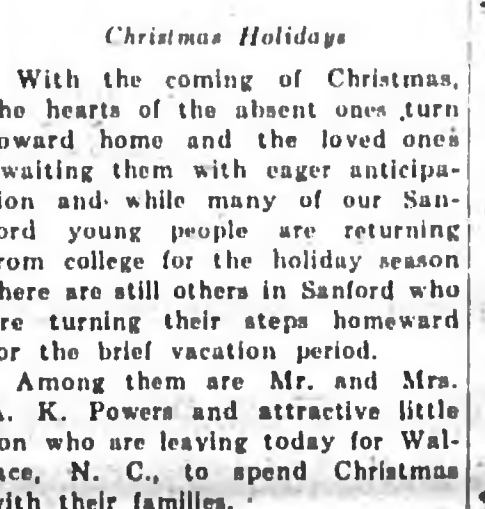 Christmas Holidays
With the coming of Christmas,
he hearts of the absent ones turn
oward home and the loved ones
waiting them with eager anticipa-
ion and while many of our San-
ord young people are returning
rom college for the holiday season
here are still others in Sanford who
re turning their steps homeward
or the brief vacation period.
Among them are Mr. and Mrs.
A. K. Powers and attractive little
on who are leaving today for Wal-
ace, N. C., to spend Christmas
with their families.